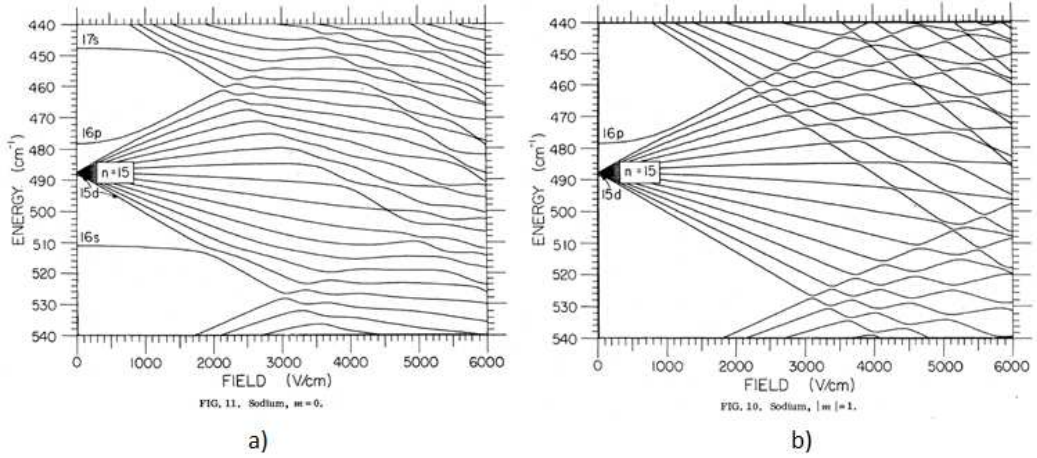 440
450
460
470
480
490
500
510
520
530
540
ENERGY (cm⁻¹)
17s
16p
n=15
15d
16s
0 1000 2000 3000 4000 5000 6000
FIELD (V/cm)
FIG. 11. Sodium, m=0.
a)
440
450
460
470
480
490
500
510
520
530
540
ENERGY (cm⁻¹)
16p
n=15
15d
0 1000 2000 3000 4000 5000 6000
FIELD (V/cm)
FIG. 10. Sodium, |m|=1.
b)